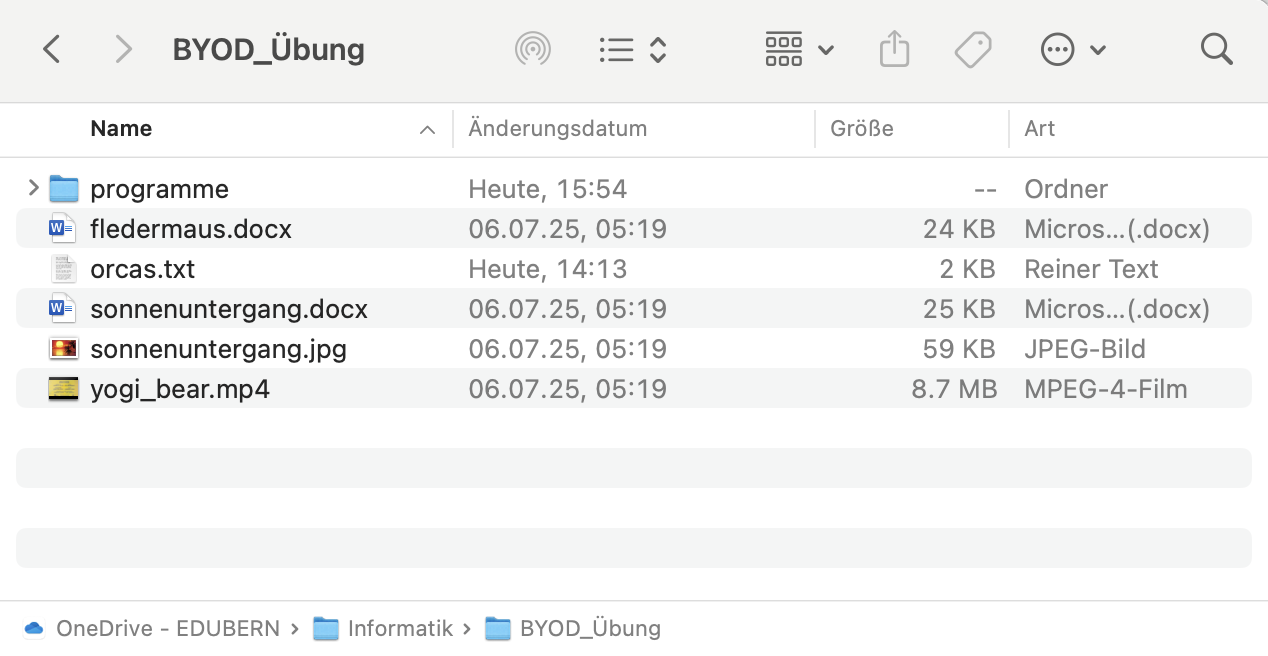 BYOD_Übung
Name Änderungsdatum Größe Art
programme Heute, 15:54 -- Ordner
fledermaus.docx 06.07.25, 05:19 24 KB Micros...(.docx)
orcas.txt Heute, 14:13 2 KB Reiner Text
sonnenuntergang.docx 06.07.25, 05:19 25 KB Micros...(.docx)
sonnenuntergang.jpg 06.07.25, 05:19 59 KB JPEG-Bild
yogi_bear.mp4 06.07.25, 05:19 8.7 MB MPEG-4-Film
OneDrive - EDUBERN › Informatik › BYOD_Übung